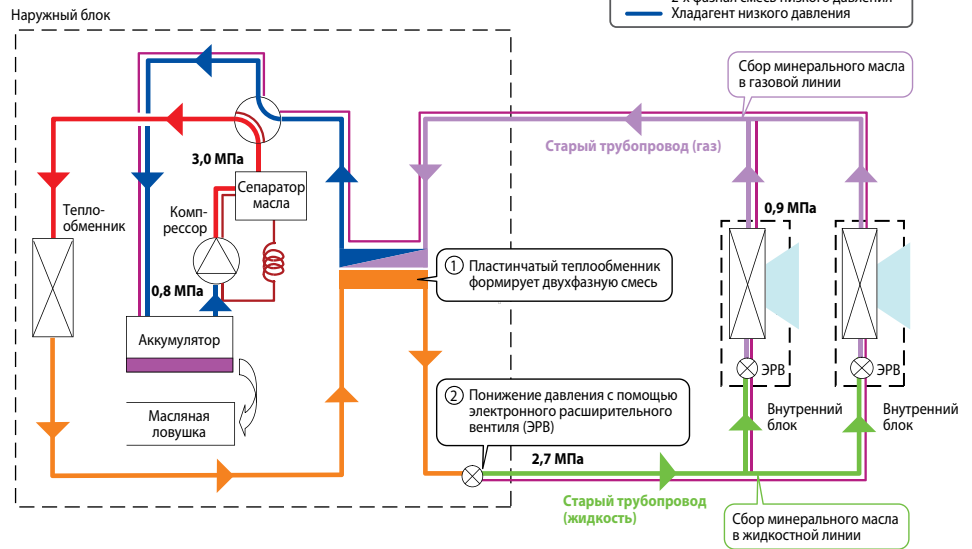 2-х фазная смесь низкого давления
Хладагент низкого давления
Наружный блок
Сбор минерального масла
в газовой линии
Старый трубопровод (газ)
3,0 МПа
Сепаратор
масла
Тепло-
обменник
Комп-
рессор
0,9 МПа
① Пластинчатый теплообменник
формирует двухфазную смесь
0,8 МПа
Аккумулятор
ЭРВ
ЭРВ
② Понижение давления с помощью
электронного расширительного
вентиля (ЭРВ)
Масляная
ловушка
Внутренний
блок
Внутренний
блок
2,7 МПа
Старый трубопровод
(жидкость)
Сбор минерального масла
в жидкостной линии